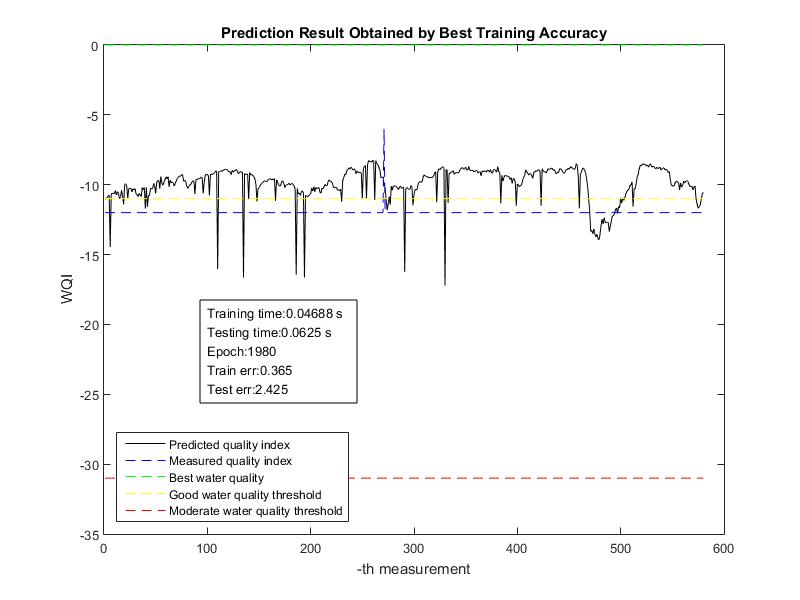 Prediction Result Obtained by Best Training Accuracy
0
-5
-10
-15
-20
-25
-30
-35
WQI
Training time:0.04688 s
Testing time:0.0625 s
Epoch:1980
Train err:0.365
Test err:2.425
Predicted quality index
Measured quality index
Best water quality
Good water quality threshold
Moderate water quality threshold
0 100 200 300 400 500 600
-th measurement